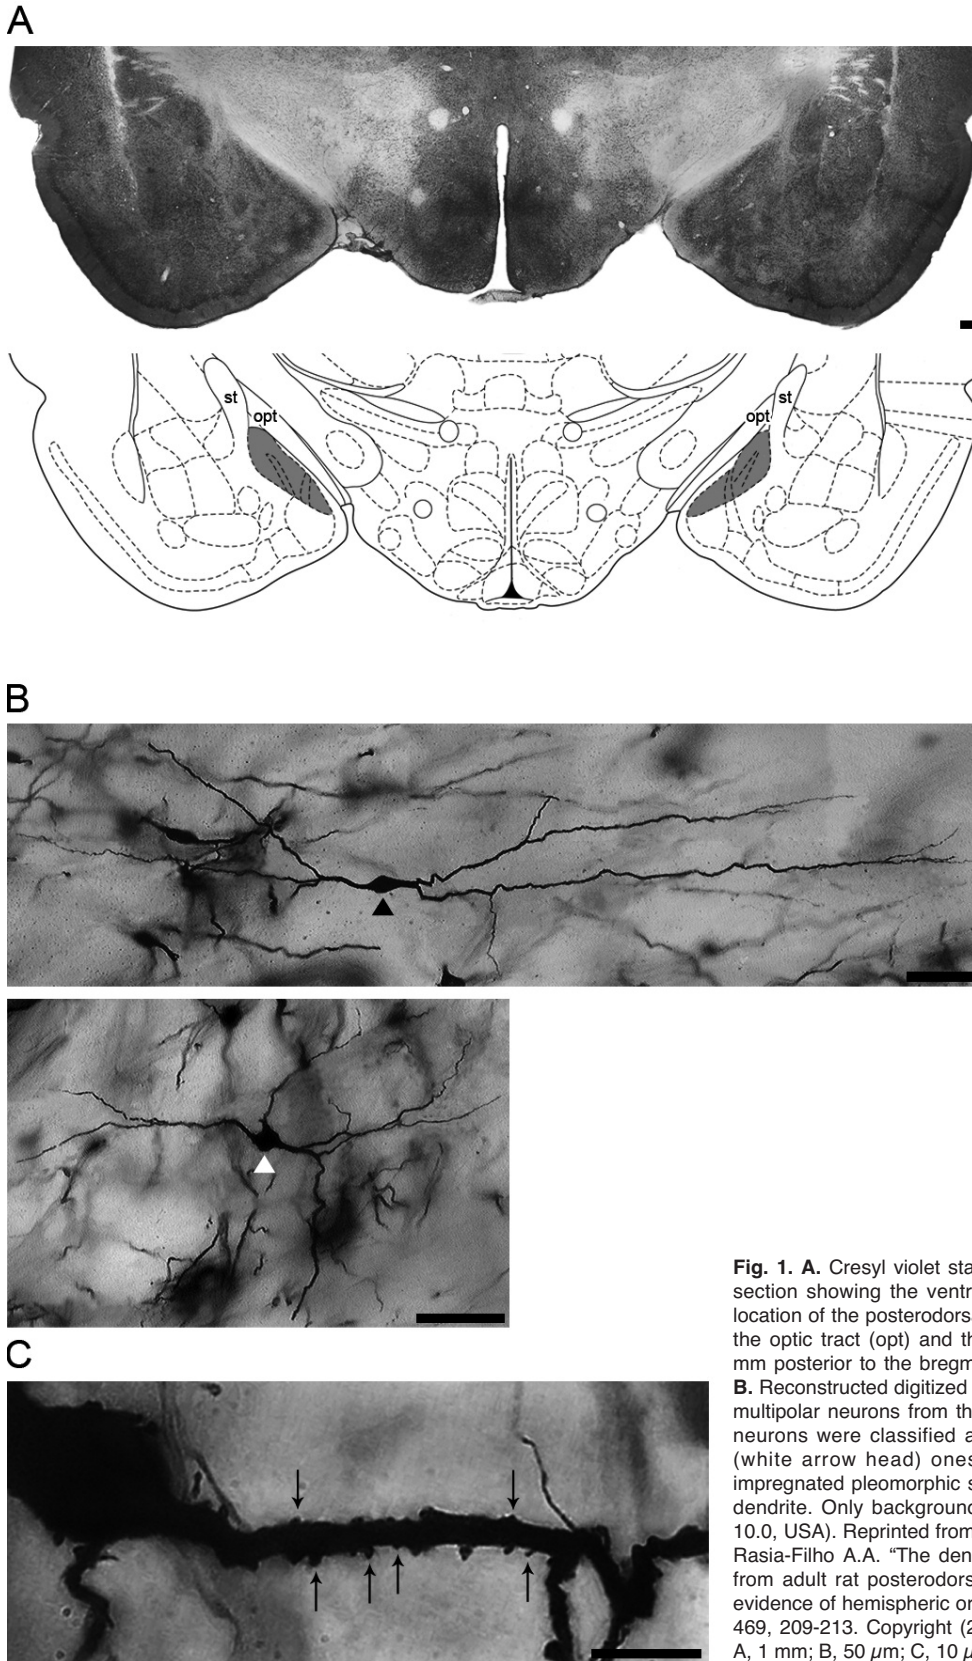 A
st
opt
opt
st
B
C
Fig. 1. A. Cresyl violet sta
section showing the ventr
location of the posterodors
the optic tract (opt) and th
mm posterior to the bregm
B. Reconstructed digitized
multipolar neurons from th
neurons were classified a
(white arrow head) ones
impregnated pleomorphic s
dendrite. Only background
10.0, USA). Reprinted from
Rasia-Filho A.A. “The den
from adult rat posterodors
evidence of hemispheric or
469, 209-213. Copyright (2
A, 1 mm; B, 50 µm; C, 10 µ